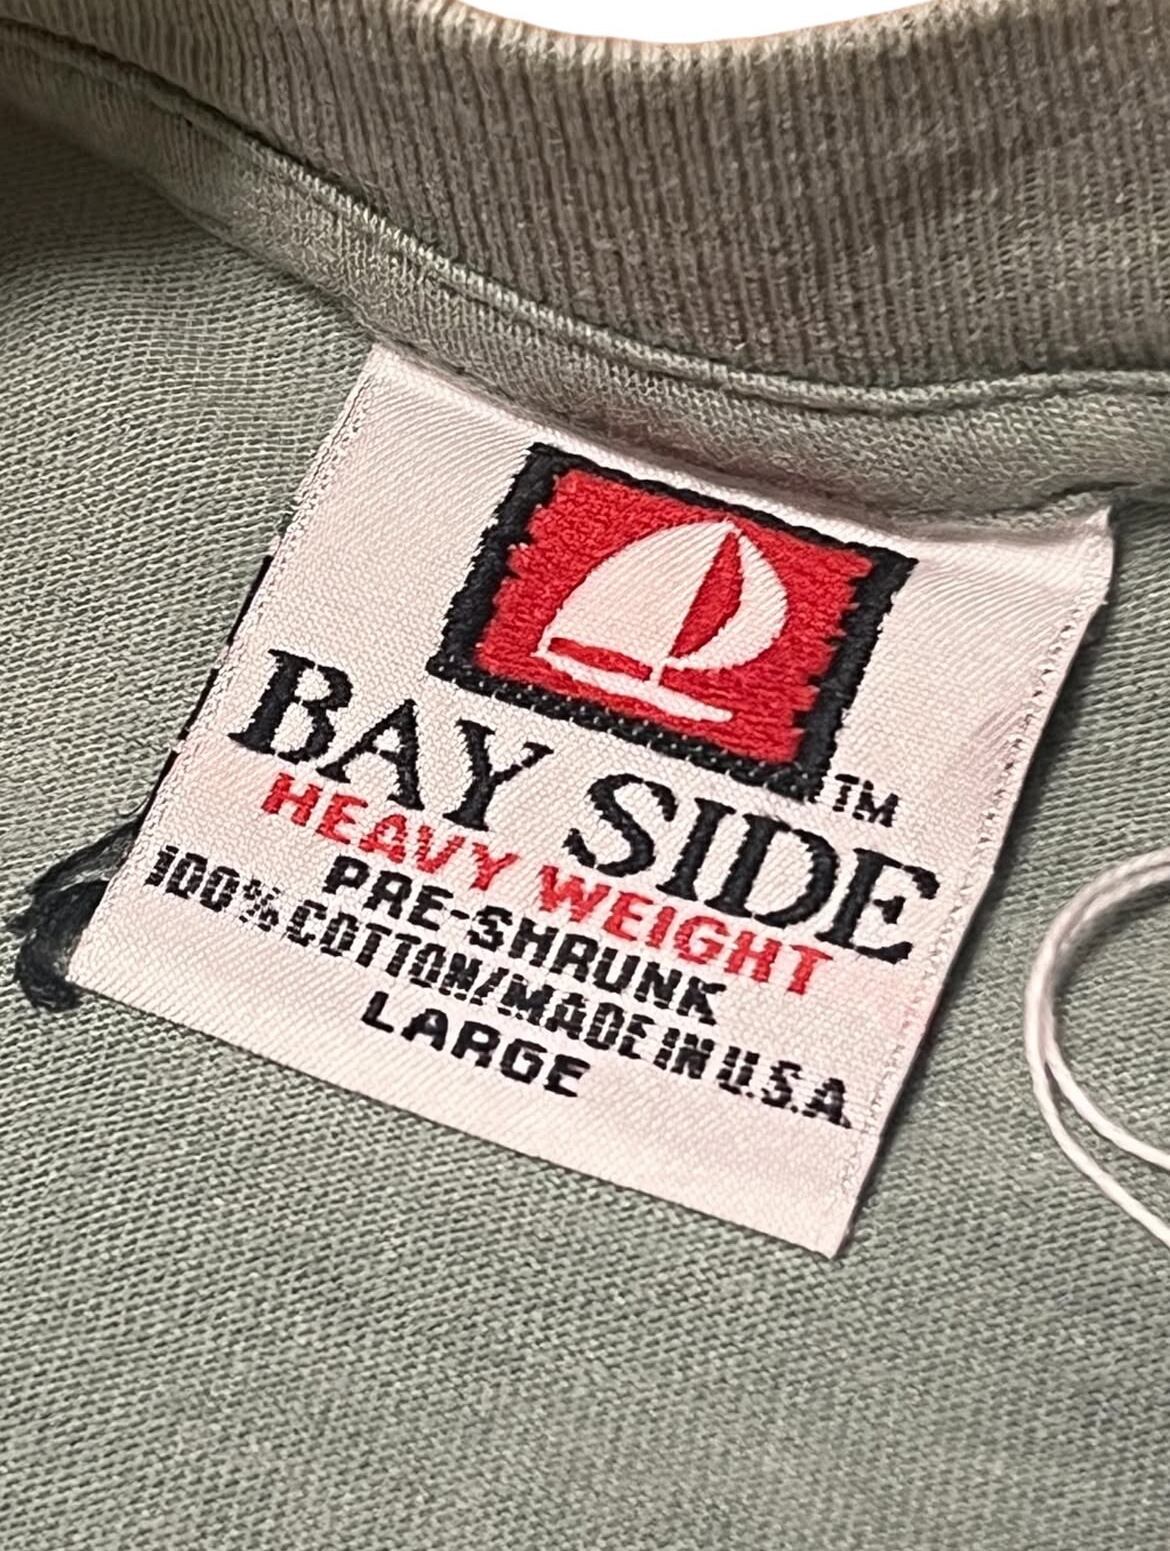 BAY SIDE™
HEAVY WEIGHT
PRE-SHRUNK
100% COTTON/MADE IN U.S.A.
LARGE